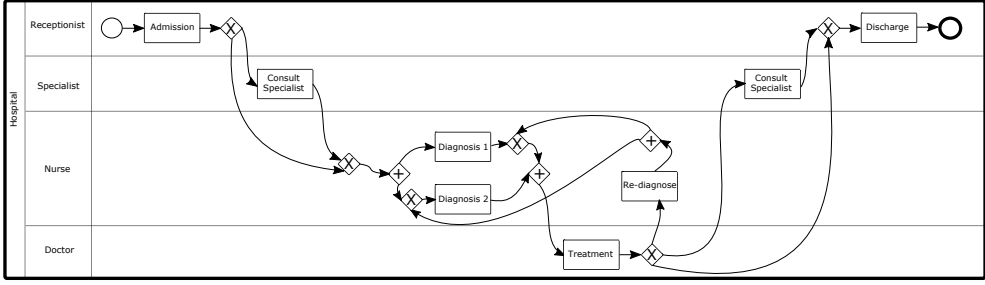 Hospital
Receptionist
Admission
X
X
Discharge
Specialist
Consult
Specialist
Consult
Specialist
Nurse
X
+
Diagnosis 1
X
+
+
X
Diagnosis 2
Re-diagnose
Doctor
Treatment
X